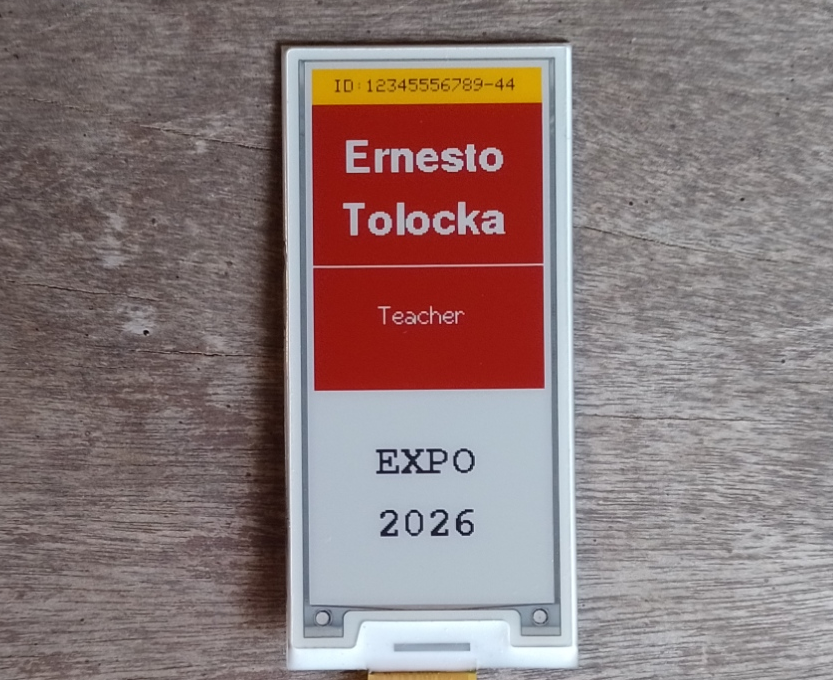 ID:12345556789-44
Ernesto
Tolocka
Teacher
EXPO
2026